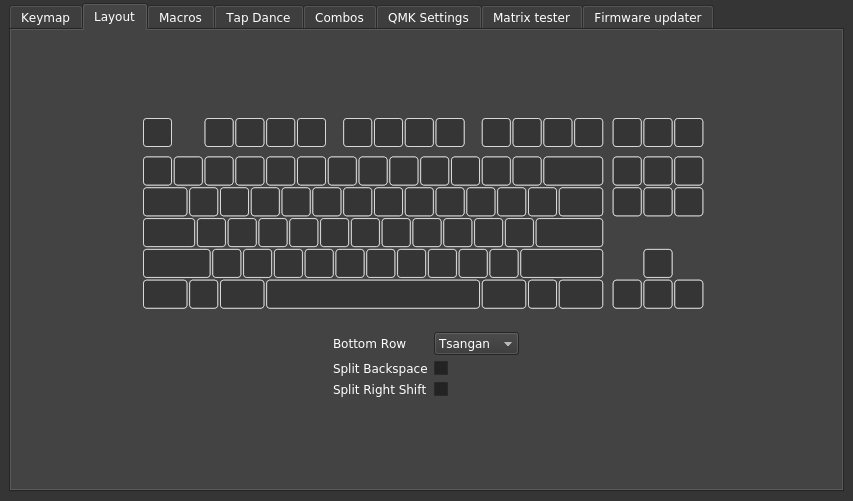 Keymap Layout Macros Tap Dance Combos QMK Settings Matrix tester Firmware updater
Bottom Row Tsangan
Split Backspace
Split Right Shift